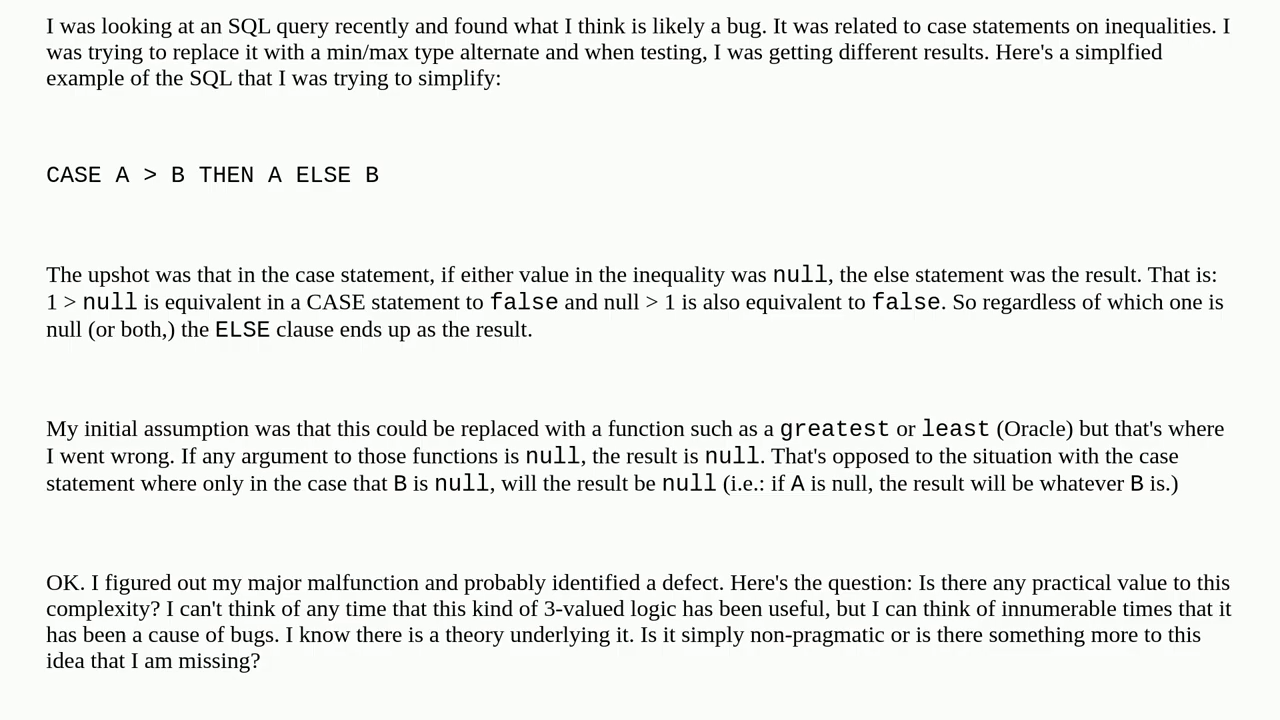 I was looking at an SQL query recently and found what I think is likely a bug. It was related to case statements on inequalities. I
was trying to replace it with a min/max type alternate and when testing, I was getting different results. Here's a simplfied
example of the SQL that I was trying to simplify:
CASE A > B THEN A ELSE B
The upshot was that in the case statement, if either value in the inequality was null, the else statement was the result. That is:
1 > null is equivalent in a CASE statement to false and null > 1 is also equivalent to false. So regardless of which one is
null (or both,) the ELSE clause ends up as the result.
My initial assumption was that this could be replaced with a function such as a greatest or least (Oracle) but that's where
I went wrong. If any argument to those functions is null, the result is null. That's opposed to the situation with the case
statement where only in the case that B is null, will the result be null (i.e.: if A is null, the result will be whatever B is.)
OK. I figured out my major malfunction and probably identified a defect. Here's the question: Is there any practical value to this
complexity? I can't think of any time that this kind of 3-valued logic has been useful, but I can think of innumerable times that it
has been a cause of bugs. I know there is a theory underlying it. Is it simply non-pragmatic or is there something more to this
idea that I am missing?